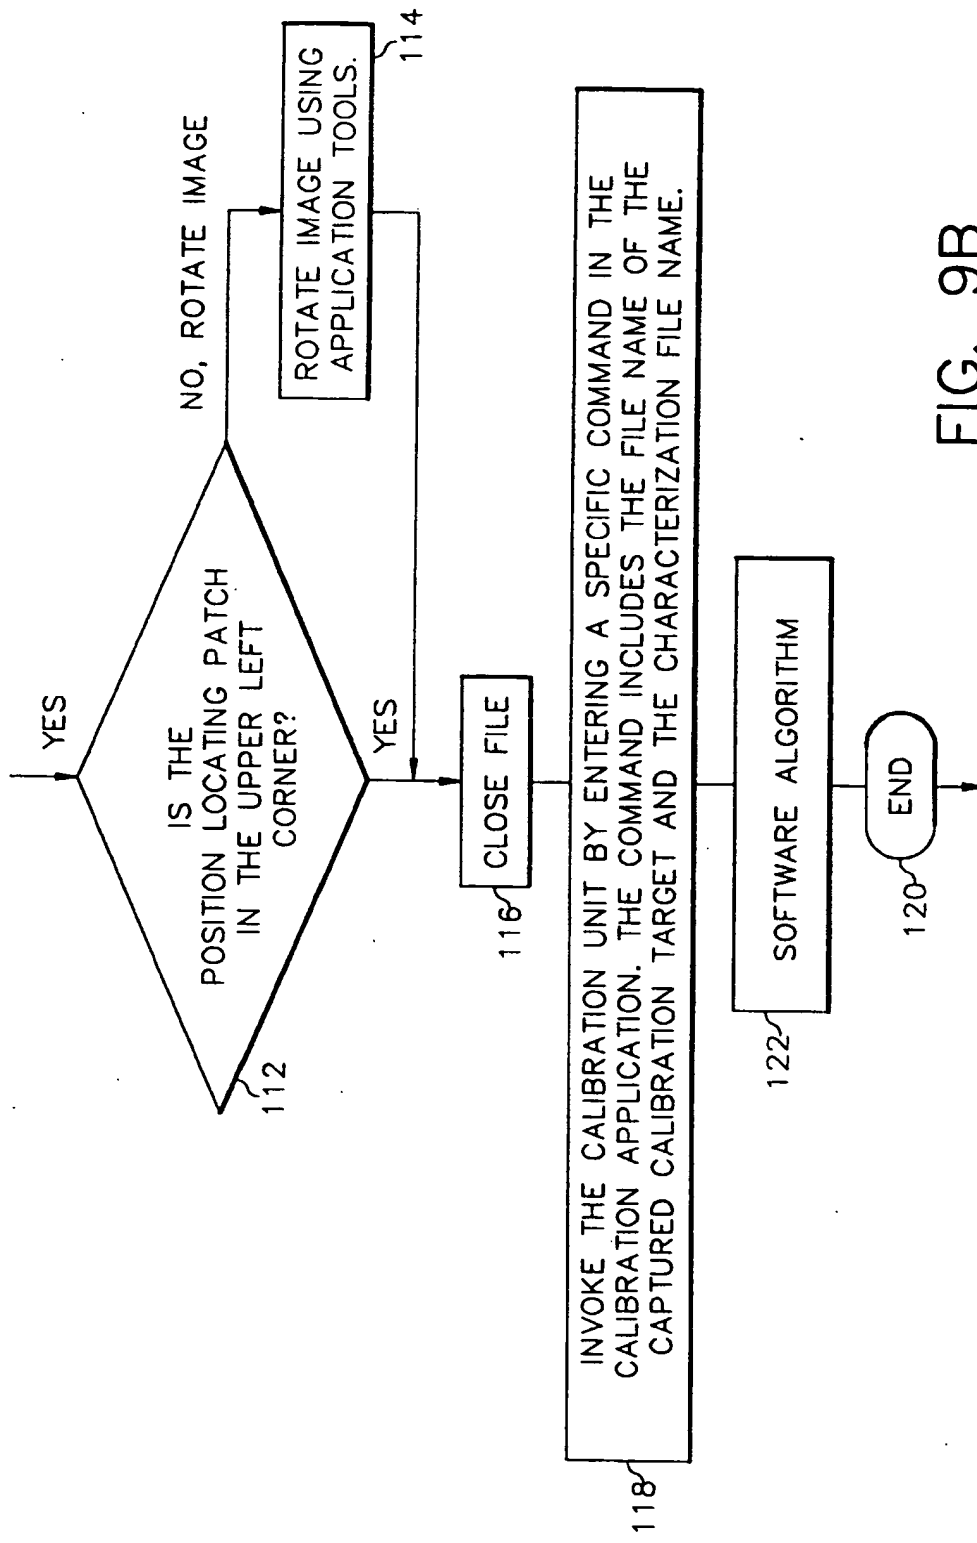 YES
IS THE
POSITION LOCATING PATCH
IN THE UPPER LEFT
CORNER?
112
NO, ROTATE IMAGE
ROTATE IMAGE USING
APPLICATION TOOLS.
114
YES
CLOSE FILE
116
INVOKE THE CALIBRATION UNIT BY ENTERING A SPECIFIC COMMAND IN THE
CALIBRATION APPLICATION. THE COMMAND INCLUDES THE FILE NAME OF THE
CAPTURED CALIBRATION TARGET AND THE CHARACTERIZATION FILE NAME.
118
SOFTWARE ALGORITHM
122
END
120
FIG. 9B